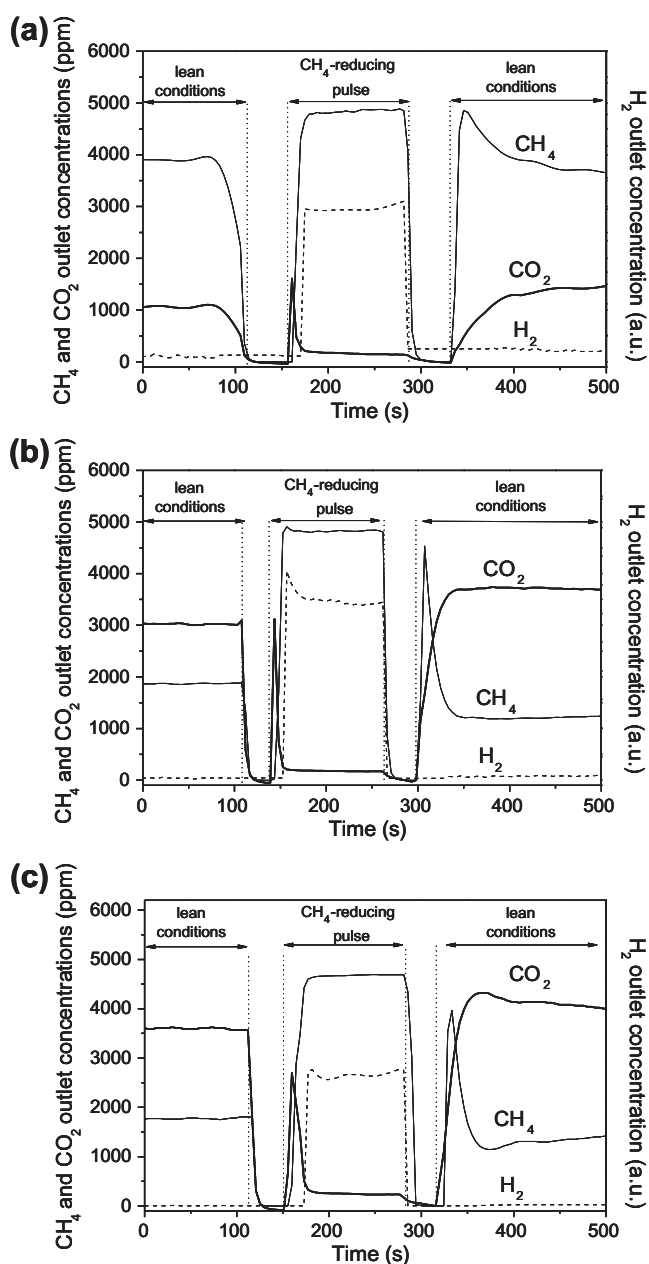 (a)
CH4 and CO2 outlet concentrations (ppm)
6000
5000
4000
3000
2000
1000
0
lean
conditions
CH4-reducing
pulse
lean
conditions
CH4
CO2
H2
0
100
200
300
400
500
Time (s)
H2 outlet concentration (a.u.)
(b)
CH4 and CO2 outlet concentrations (ppm)
6000
5000
4000
3000
2000
1000
0
lean
conditions
CH4-reducing
pulse
lean
conditions
CO2
CH4
H2
0
100
200
300
400
500
Time (s)
H2 outlet concentration (a.u.)
(c)
CH4 and CO2 outlet concentrations (ppm)
6000
5000
4000
3000
2000
1000
0
lean
conditions
CH4-reducing
pulse
lean
conditions
CO2
CH4
H2
0
100
200
300
400
500
Time (s)
H2 outlet concentration (a.u.)